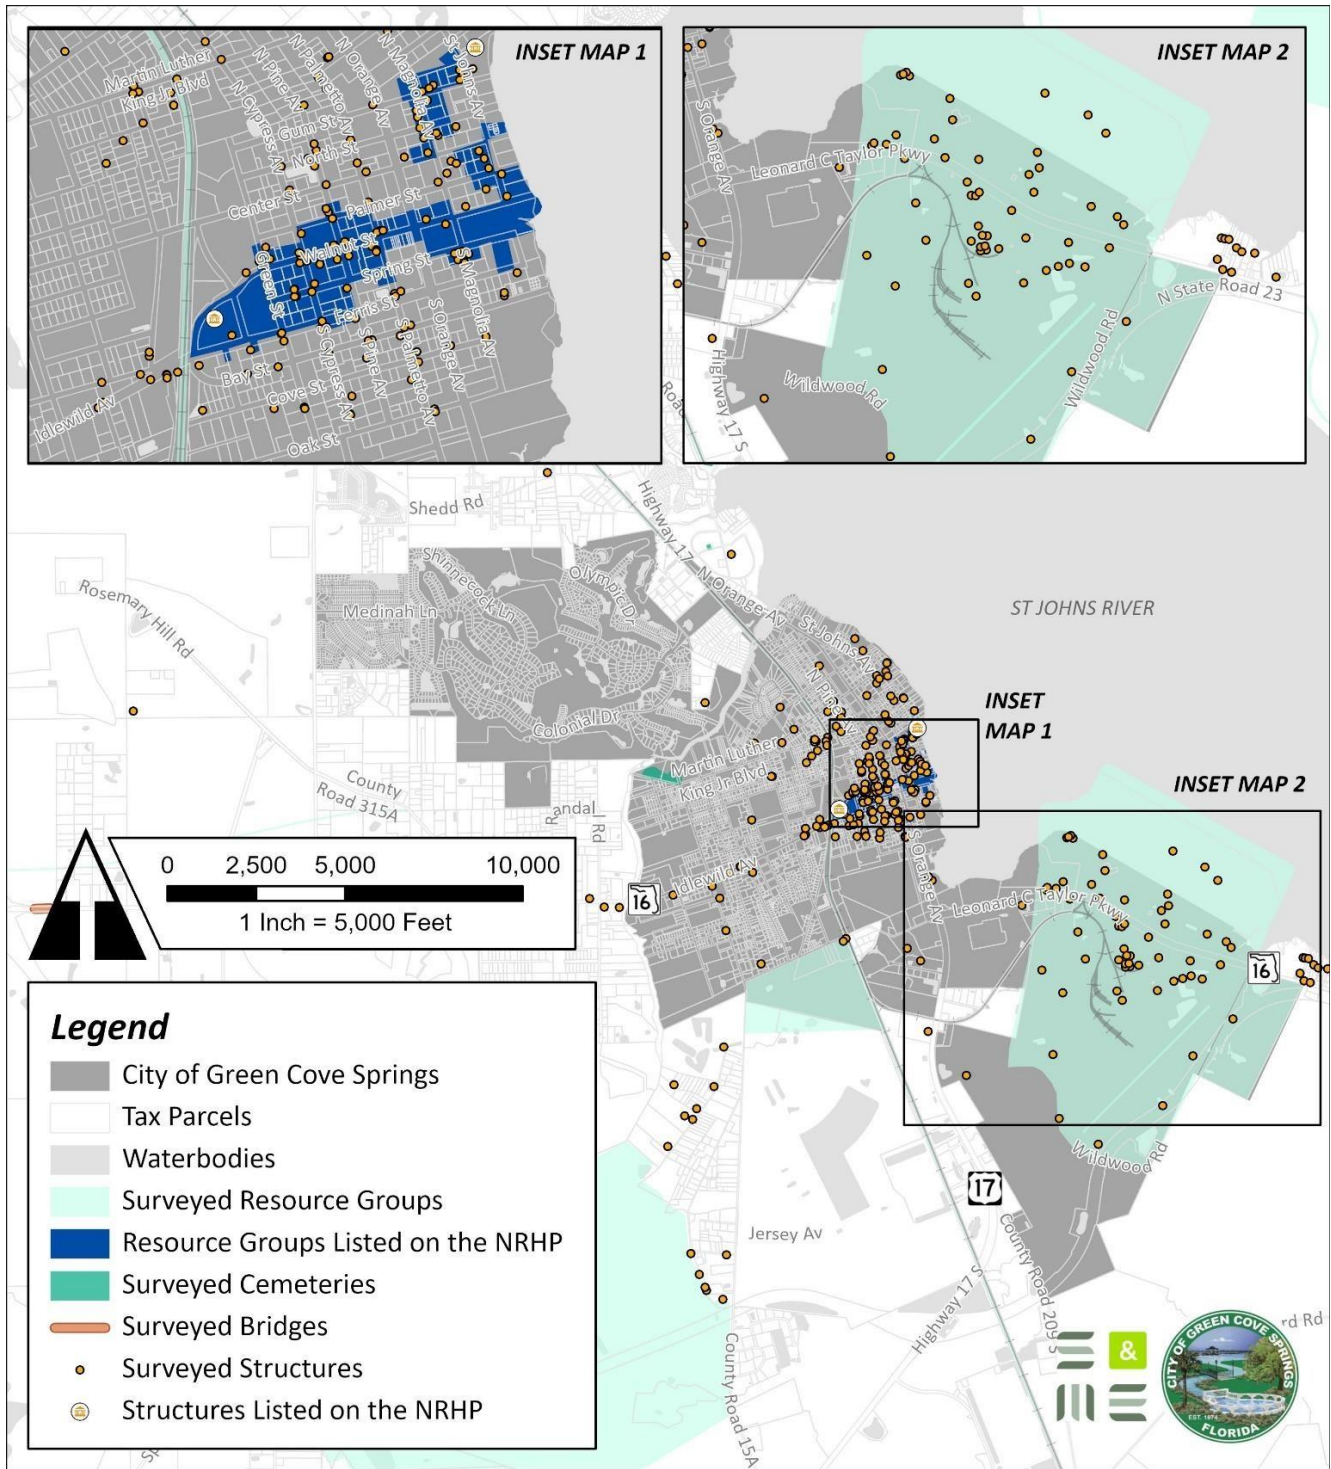 INSET MAP 1
Martin Luther
King Jr Blvd
N Cypress Av
N Pine Av
N Palmetto Av
N Orange Av
N Magnolia Av
St Johns Av
Gum St
North St
Center St
Palmer St
Walnut St
Green St
Spring St
Ferris St
S Magnolia Av
S Orange Av
S Palmetto Av
S Pine Av
S Cypress Av
Bay St
Cove St
Oak St
Idlewild Av
INSET MAP 2
S Orange Av
Leonard C Taylor Pkwy
N State Road 23
Wildwood Rd
Wildwood Rd
Highway 17 S
Road
Shedd Rd
Highway 17
N Orange Av
Shinnecock Ln
Olympic Dr
Medinah Ln
Rosemary Hill Rd
ST JOHNS RIVER
St Johns Av
N Pine Av
INSET
MAP 1
Colonial Dr
Martin Luther
King Jr Blvd
County
Road 315A
Randal Rd
INSET MAP 2
S Orange Av
Idlewild Av
16
Leonard C Taylor Pkwy
16
0 2,500 5,000 10,000
1 Inch = 5,000 Feet
Wildwood Rd
17
Jersey Av
County Road 209 S
Highway 17 S
County Road 15A
rd Rd
Legend
City of Green Cove Springs
Tax Parcels
Waterbodies
Surveyed Resource Groups
Resource Groups Listed on the NRHP
Surveyed Cemeteries
Surveyed Bridges
Surveyed Structures
Structures Listed on the NRHP
&
ME
CITY OF GREEN COVE SPRINGS
EST. 1874
FLORIDA